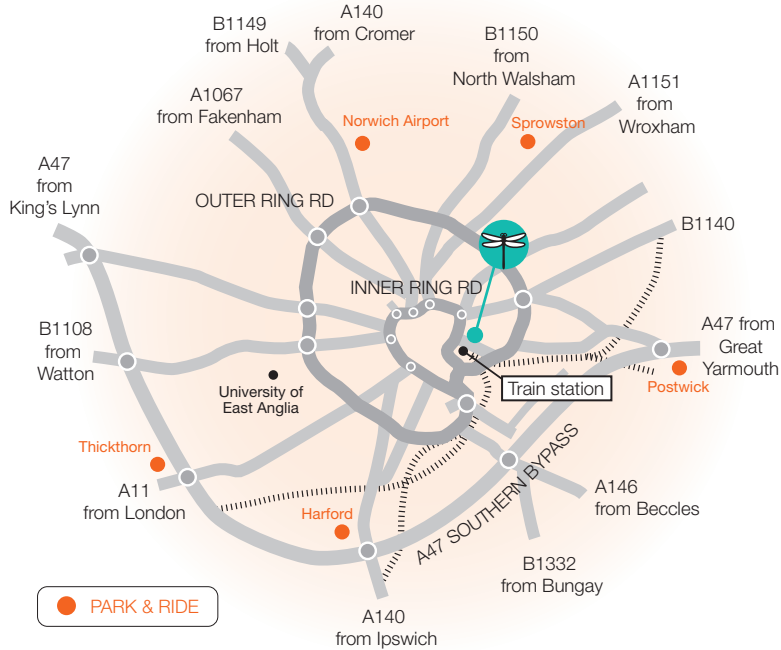 A140
from Cromer
B1149
from Holt
B1150
from
North Walsham
A1151
from
Wroxham
A1067
from Fakenham
Norwich Airport
Sprowston
A47
from
King's Lynn
OUTER RING RD
B1140
INNER RING RD
B1108
from
Watton
A47 from
Great
Yarmouth
University of
East Anglia
Train station
Postwick
Thickthorn
A11
from London
Harford
A47 SOUTHERN BYPASS
A146
from Beccles
B1332
from Bungay
PARK & RIDE
A140
from Ipswich